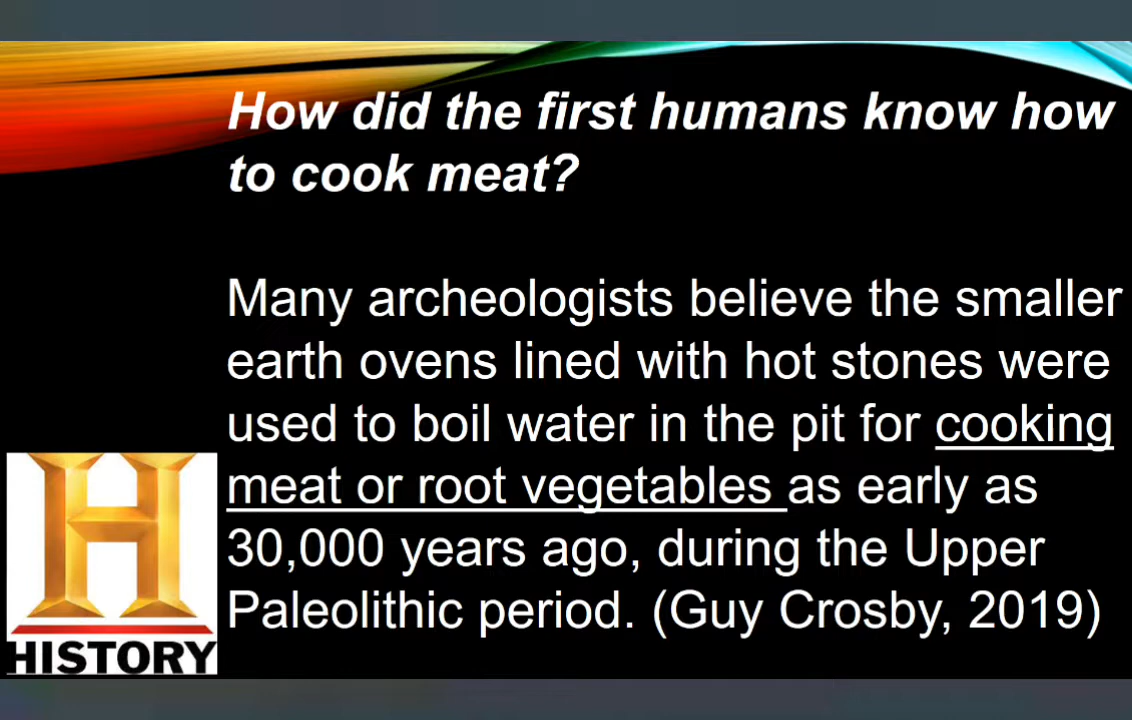 How did the first humans know how
to cook meat?
Many archeologists believe the smaller
earth ovens lined with hot stones were
used to boil water in the pit for cooking
meat or root vegetables as early as
30,000 years ago, during the Upper
Paleolithic period. (Guy Crosby, 2019)
H
HISTORY